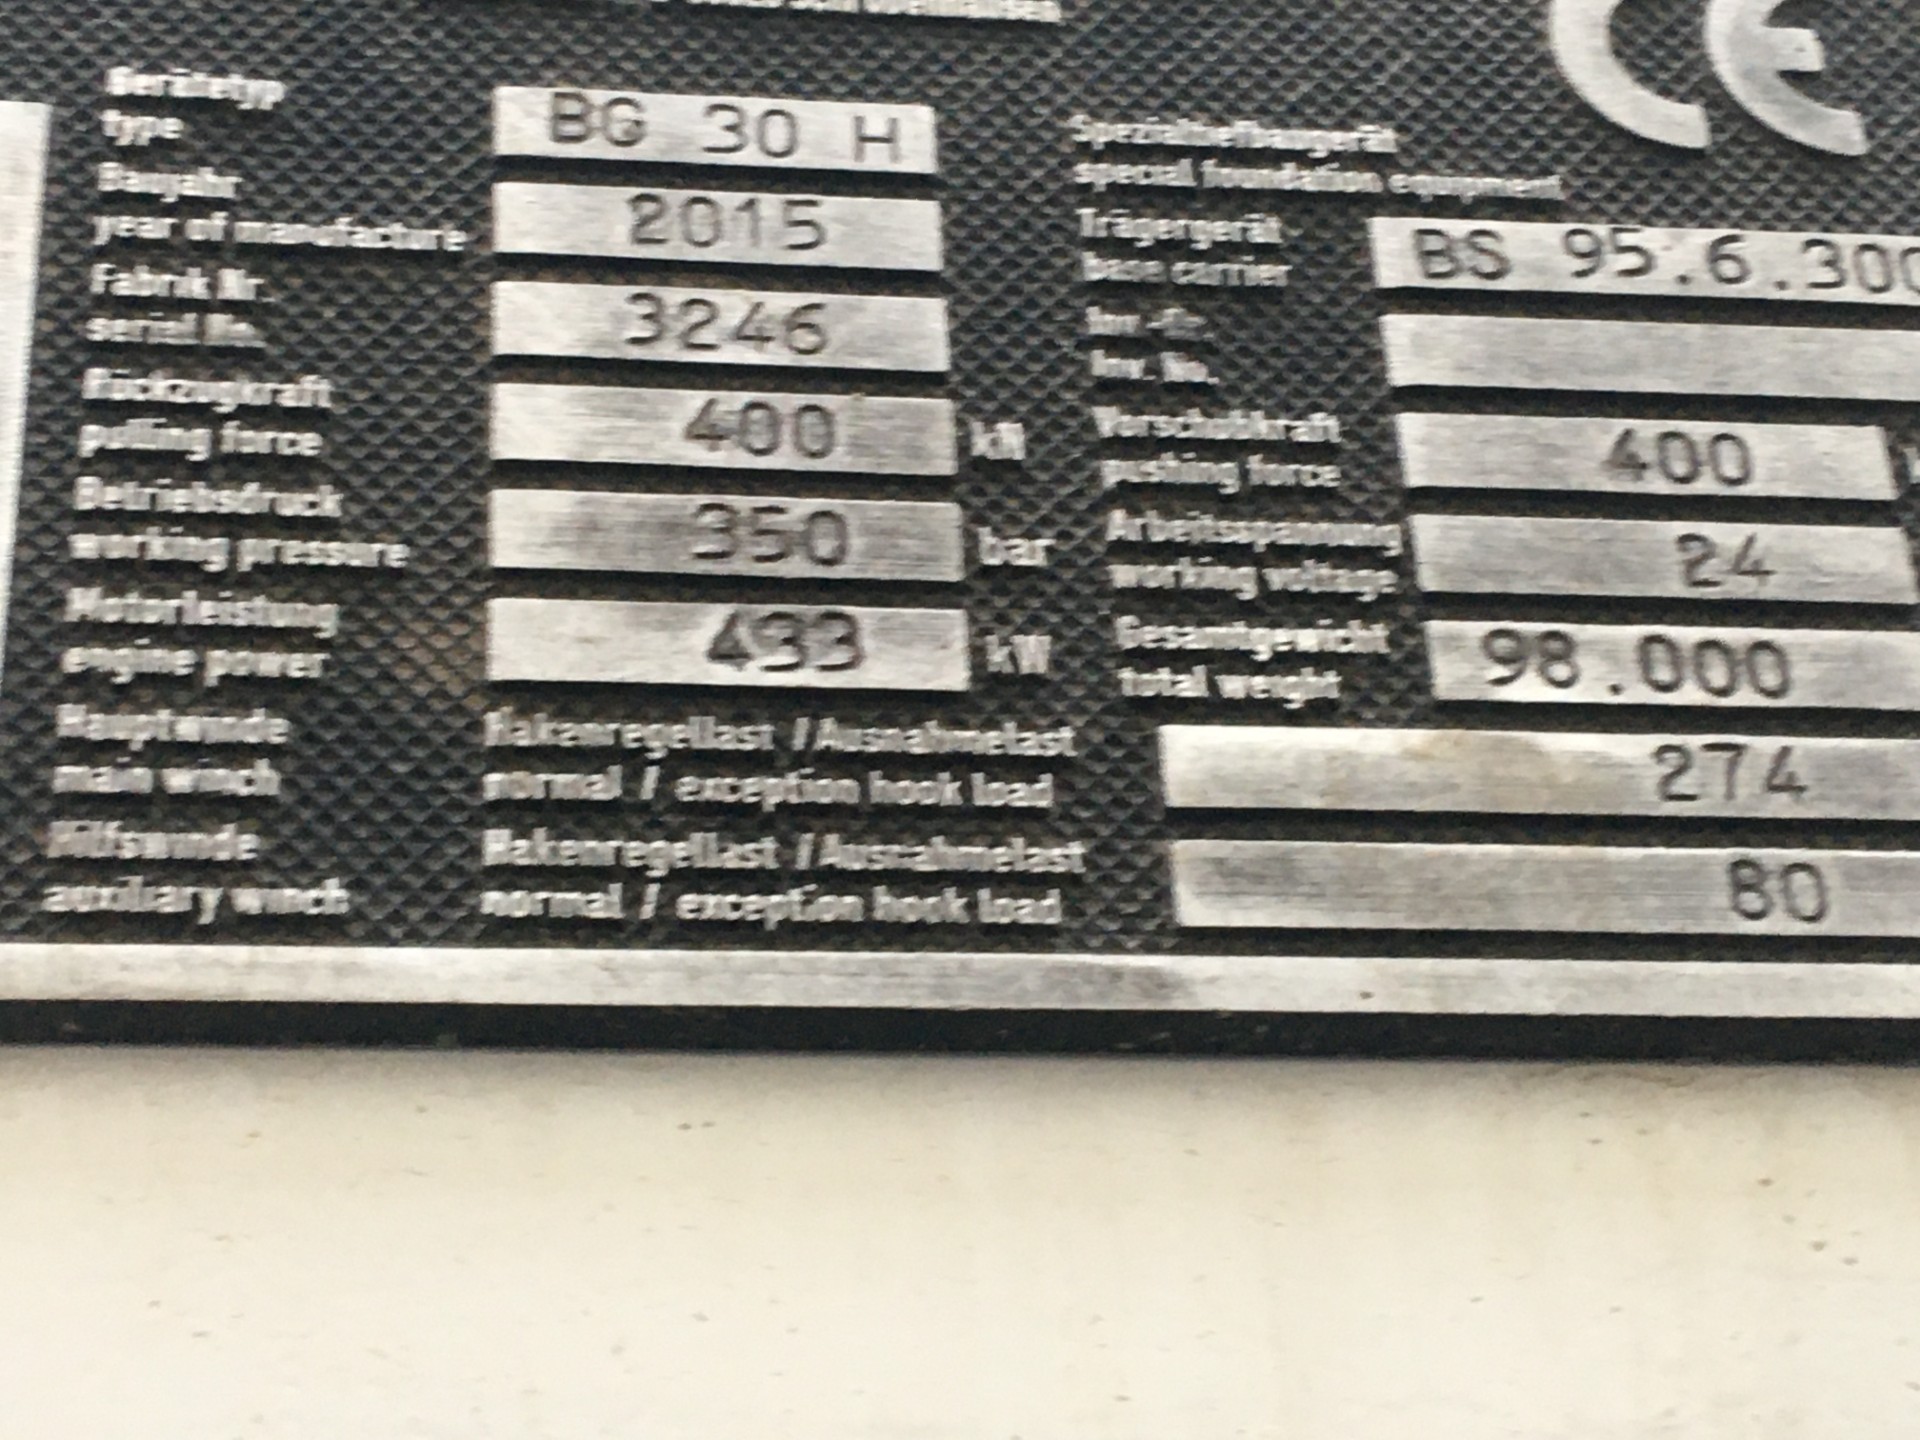 CE
Gerätetyp
type
BG 30 H
Spezialtiefbaugerät
special foundation equipment
Baujahr
year of manufacture
2015
Trägergerät
base carrier
BS 95.6.300
Fabrik Nr.
serial No.
3246
Inv. No.
Rückzugkraft
pulling force
400 kN
Vorschubkraft
pushing force
400
Betriebsdruck
working pressure
350 bar
Arbeitsspannung
working voltage
24
Motorleistung
engine power
433 kW
Gesamtgewicht
total weight
98.000
Hauptwinde
main winch
Hakenregellast / Ausnahmelast
normal / exception hook load
274
Hilfswinde
auxiliary winch
Hakenregellast / Ausnahmelast
normal / exception hook load
80